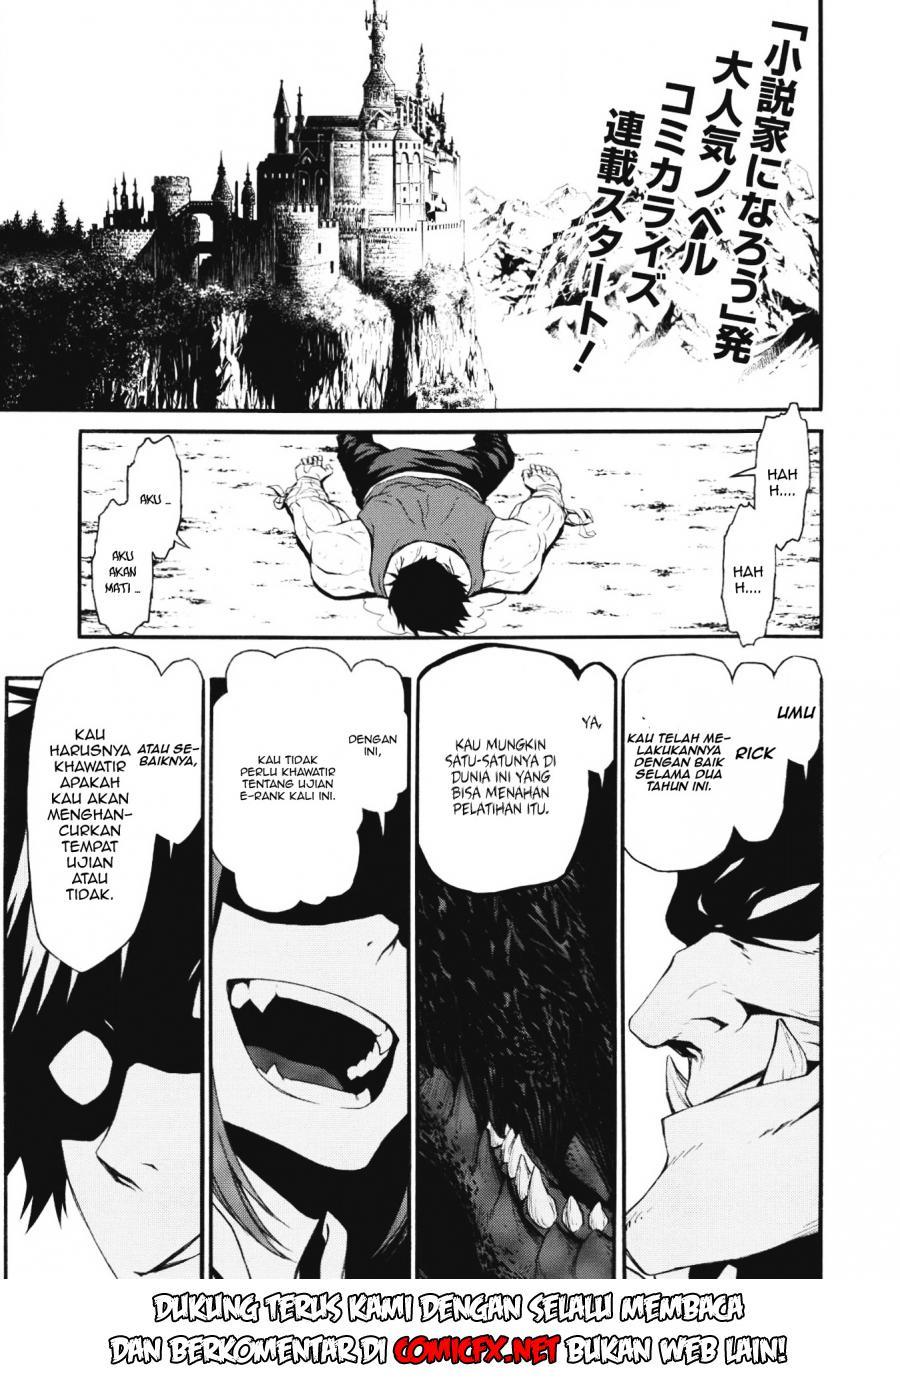 「小説家になろう」発
大人気ノベル
コミカライズ
連載スタート！
HAH
H....
HAH
H....
AKU ..
AKU
AKAN
MATI ..
UMU
RICK
KAU TELAH ME-
LAKUKANNYA
DENGAN BAIK
SELAMA DUA
TAHUN INI.
YA,
KAU MUNGKIN
SATU-SATUNYA DI
DUNIA INI YANG
BISA MENAHAN
PELATIHAN ITU.
DENGAN
INI,
KAU TIDAK
PERLU KHAWATIR
TENTANG UJIAN
E-RANK KALI INI.
ATAU SE-
BAIKNYA,
KAU
HARUSNYA
KHAWATIR
APAKAH
KAU AKAN
MENGHAN-
CURKAN
TEMPAT
UJIAN
ATAU
TIDAK.
DUKUNG TERUS KAMI DENGAN SELALU MEMBACA
DAN BERKOMENTAR DI COMICFX.NET BUKAN WEB LAIN!